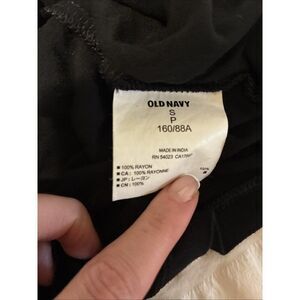 OLD NAVY
S
P
160/88A
MADE IN INDIA
RN 54023
■ 100% RAYON
■ CA: 100% RAYONNE
■ JP: レーヨン
■ CN: 100%